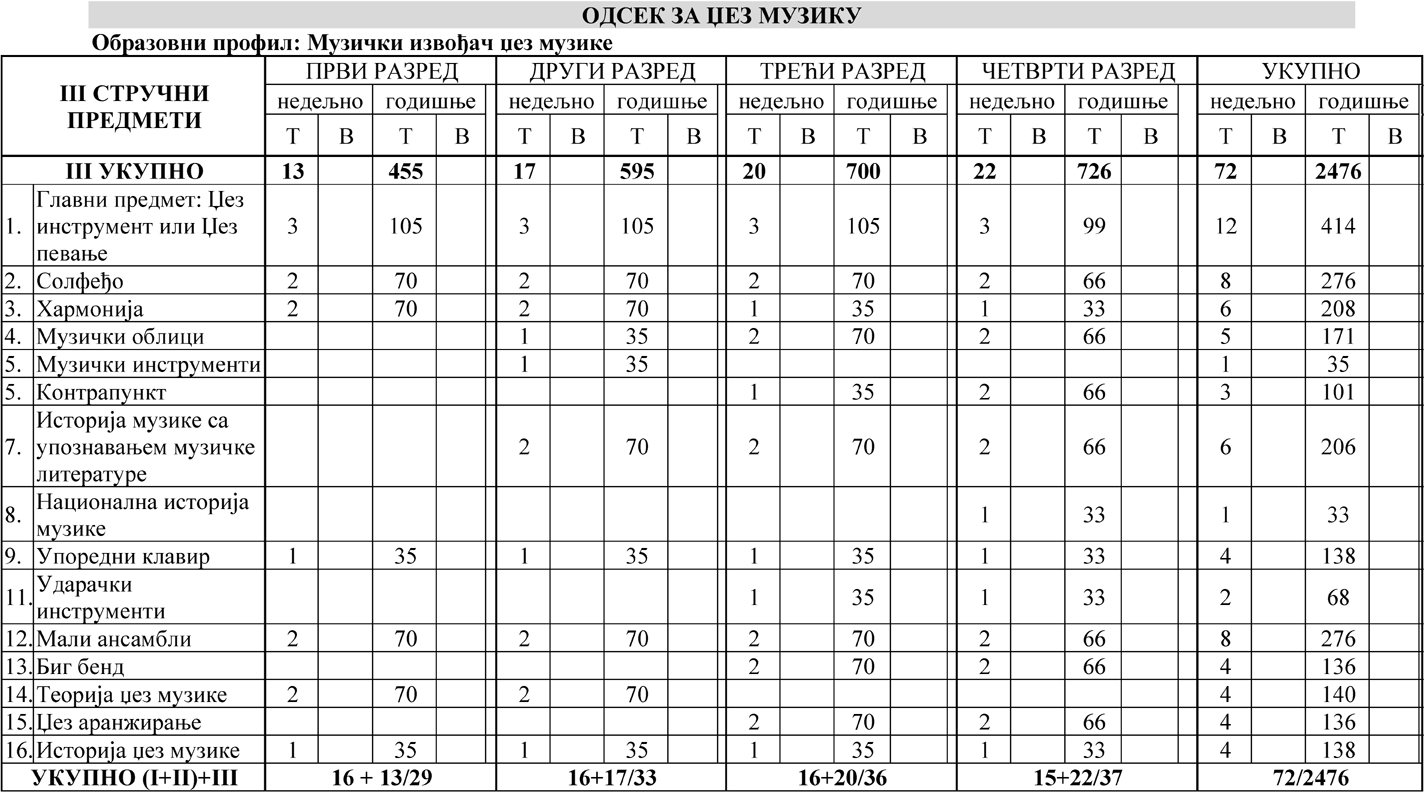 ОДСЕК ЗА ЏЕЗ МУЗИКУ
Образовни профил: Музички извођач џез музике
III СТРУЧНИ ПРЕДМЕТИ ПРВИ РАЗРЕД ДРУГИ РАЗРЕД ТРЕЋИ РАЗРЕД ЧЕТВРТИ РАЗРЕД УКУПНО
недељно годишње недељно годишње недељно годишње недељно годишње недељно годишње
Т В Т В Т В Т В Т В Т В Т В Т В Т В Т В
III УКУПНО 13 455 17 595 20 700 22 726 72 2476
1. Главни предмет: Џез
инструмент или Џез 3 105 3 105 3 105 3 99 12 414
певање
2. Солфеђо 2 70 2 70 2 70 2 66 8 276
3. Хармонија 2 70 2 70 1 35 1 33 6 208
4. Музички облици 1 35 2 70 2 66 5 171
5. Музички инструменти 1 35 1 35
5. Контрапункт 1 35 2 66 3 101
7. Историја музике са
упознавањем музичке 2 70 2 70 2 66 6 206
литературе
8. Национална историја
музике 1 33 1 33
9. Упоредни клавир 1 35 1 35 1 35 1 33 4 138
11. Ударачки
инструменти 1 35 1 33 2 68
12. Мали ансамбли 2 70 2 70 2 70 2 66 8 276
13. Биг бенд 2 70 2 66 4 136
14. Теорија џез музике 2 70 2 70 4 140
15. Џез аранжирање 2 70 2 66 4 136
16. Историја џез музике 1 35 1 35 1 35 1 33 4 138
УКУПНО (I+II)+III 16 + 13/29 16+17/33 16+20/36 15+22/37 72/2476